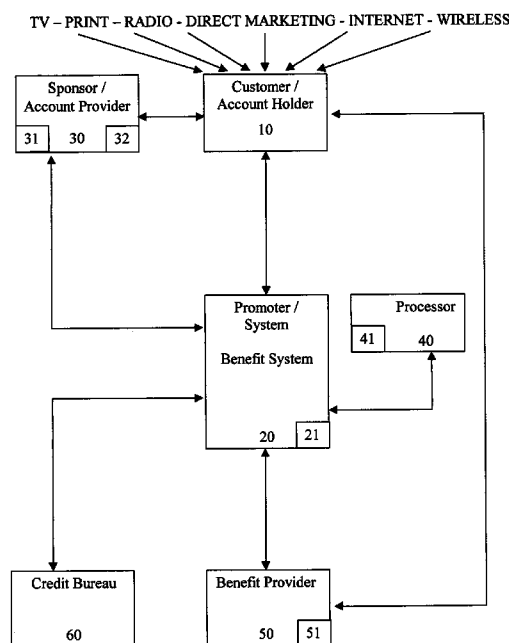 TV – PRINT – RADIO - DIRECT MARKETING - INTERNET - WIRELESS
Sponsor /
Account Provider
31 30 32
Customer /
Account Holder
10
Promoter /
System
Benefit System
20 21
Processor
41 40
Credit Bureau
60
Benefit Provider
50 51